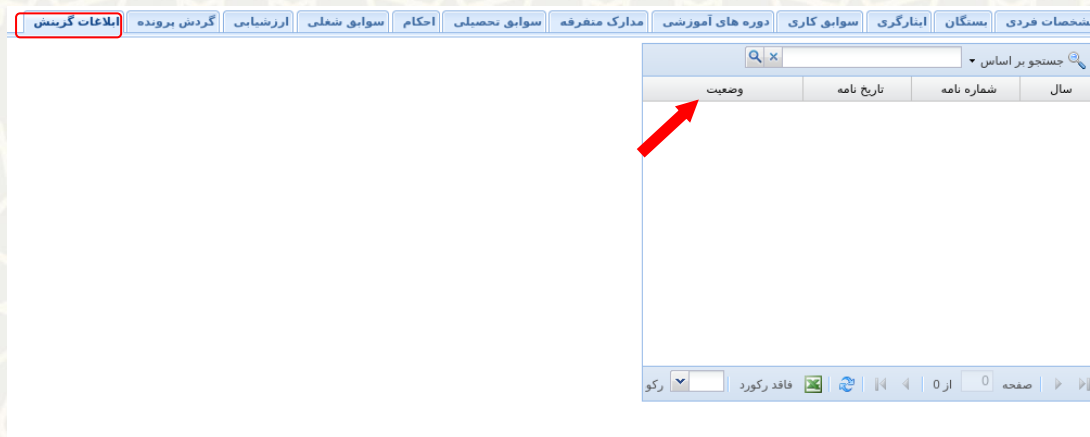 مشخصات فردی بستگان ایثارگری سوابق کاری دوره های آموزشی مدارک متفرقه سوابق تحصیلی احکام سوابق شغلی ارزشیابی گردش پرونده ابلاغات گزینش
جستجو بر اساس
سال شماره نامه تاریخ نامه وضعیت
صفحه 0 از 0 فاقد رکورد رکو